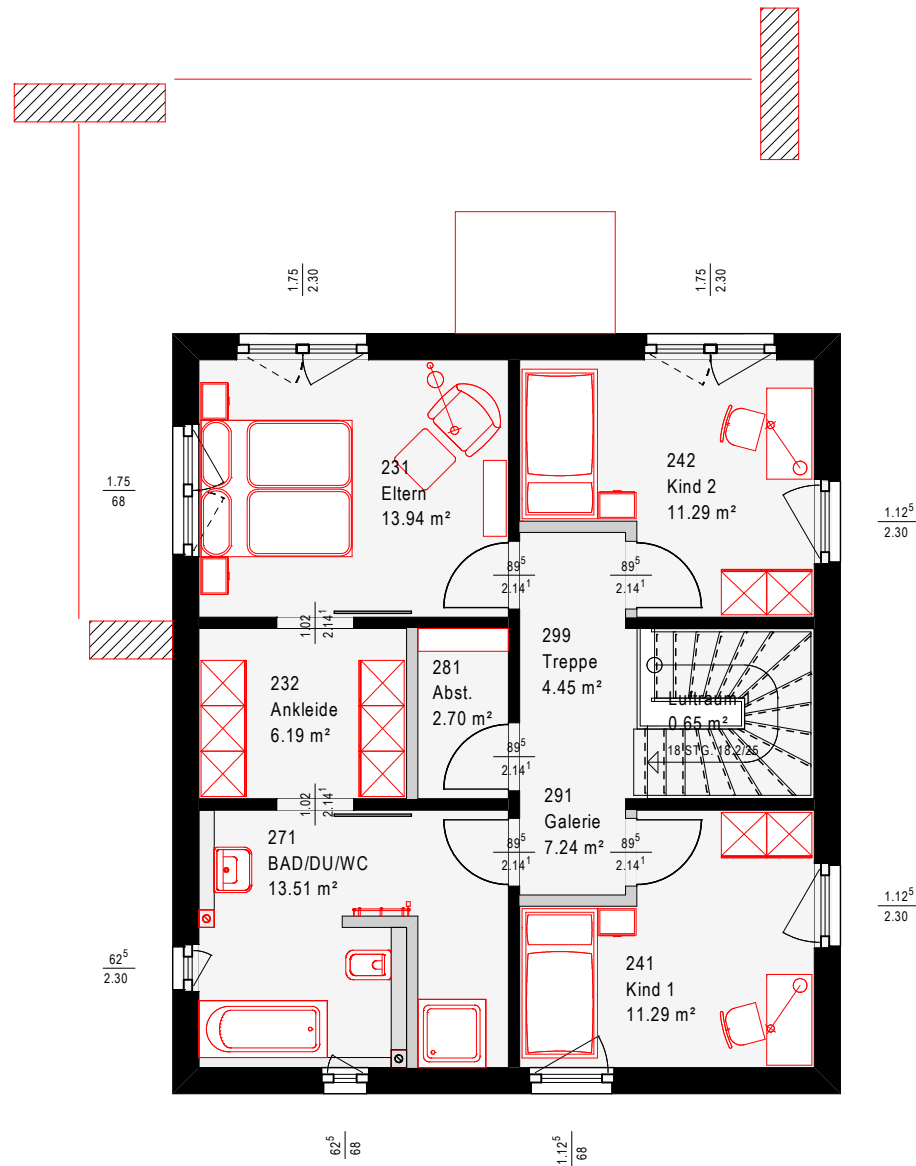 1.75
2.30
1.75
2.30
231
Eltern
13.94 m²
242
Kind 2
11.29 m²
1.75
68
1.12⁵
2.30
89⁵
2.14¹
89⁵
2.14¹
1.02
2.14¹
299
Treppe
4.45 m²
281
Abst.
2.70 m²
232
Ankleide
6.19 m²
Luftraum
0.65 m²
18 STG. 18.2/25
89⁵
2.14¹
1.02
2.14¹
291
Galerie
7.24 m²
271
BAD/DU/WC
13.51 m²
89⁵
2.14¹
89⁵
2.14¹
1.12⁵
2.30
62⁵
2.30
241
Kind 1
11.29 m²
62⁵
68
1.12⁵
68